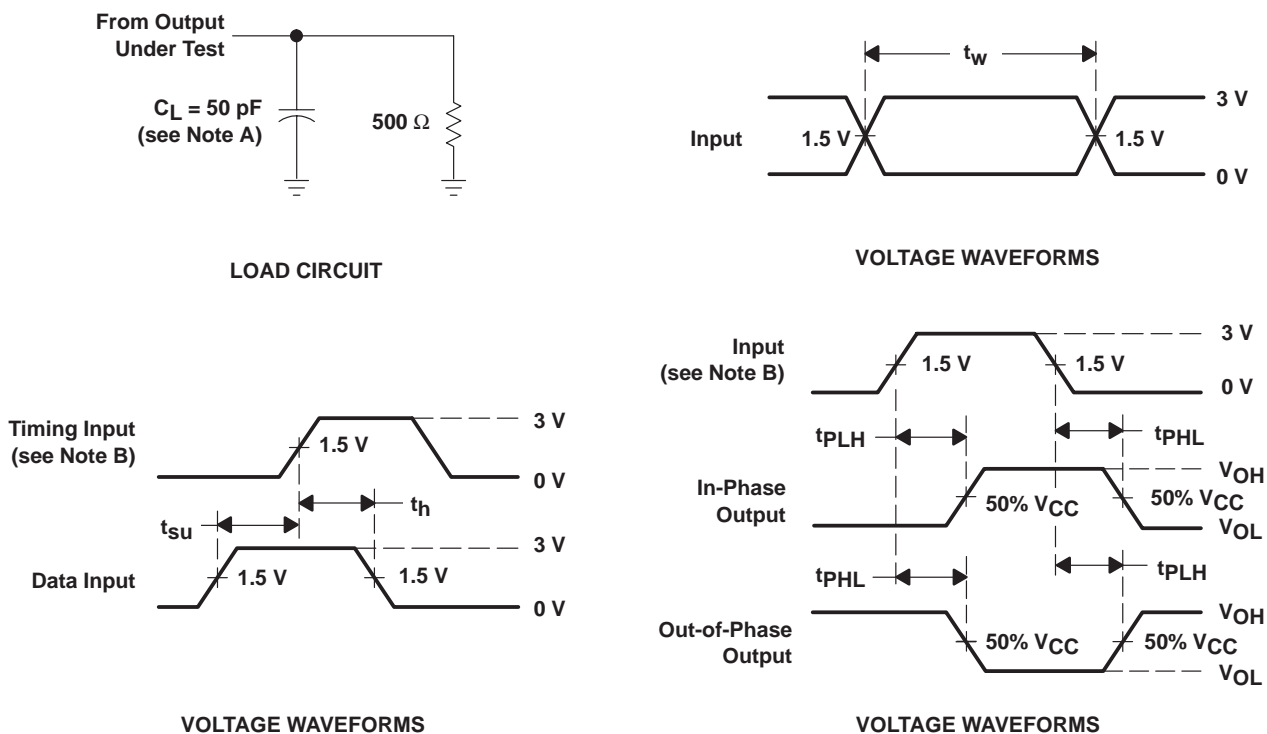 From Output
Under Test
CL = 50 pF
(see Note A)
500 Ω
LOAD CIRCUIT
tw
Input
1.5 V
1.5 V
3 V
0 V
VOLTAGE WAVEFORMS
Timing Input
(see Note B)
1.5 V
3 V
0 V
tsu
th
Data Input
1.5 V
1.5 V
3 V
0 V
VOLTAGE WAVEFORMS
Input
(see Note B)
1.5 V
1.5 V
3 V
0 V
tPLH
tPHL
In-Phase
Output
50% VCC
50% VCC
VOH
VOL
tPHL
tPLH
Out-of-Phase
Output
50% VCC
50% VCC
VOH
VOL
VOLTAGE WAVEFORMS